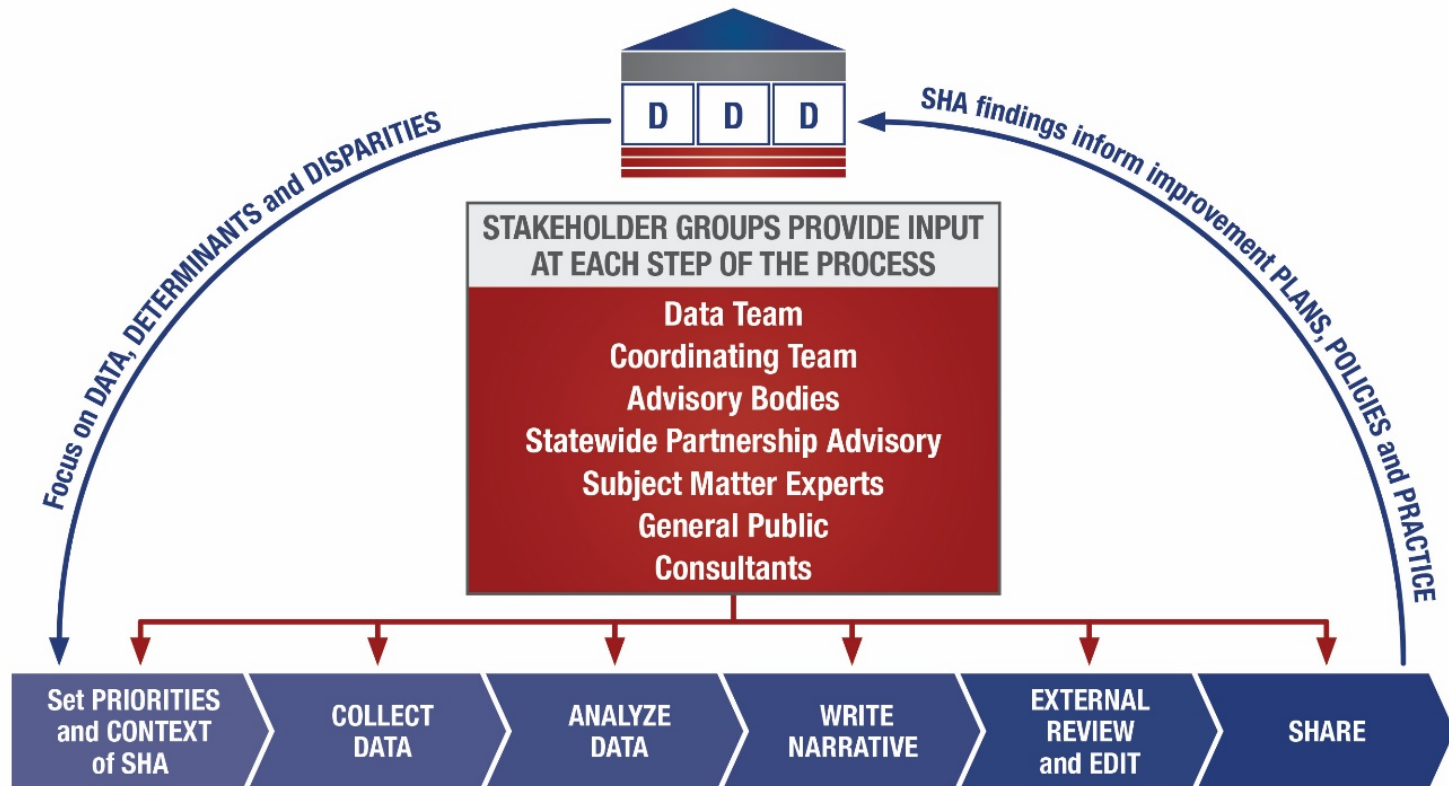 D D D
Focus on DATA, DETERMINANTS and DISPARITIES
SHA findings inform improvement PLANS, POLICIES and PRACTICE
STAKEHOLDER GROUPS PROVIDE INPUT
AT EACH STEP OF THE PROCESS
Data Team
Coordinating Team
Advisory Bodies
Statewide Partnership Advisory
Subject Matter Experts
General Public
Consultants
Set PRIORITIES
and CONTEXT
of SHA
COLLECT
DATA
ANALYZE
DATA
WRITE
NARRATIVE
EXTERNAL
REVIEW
and EDIT
SHARE